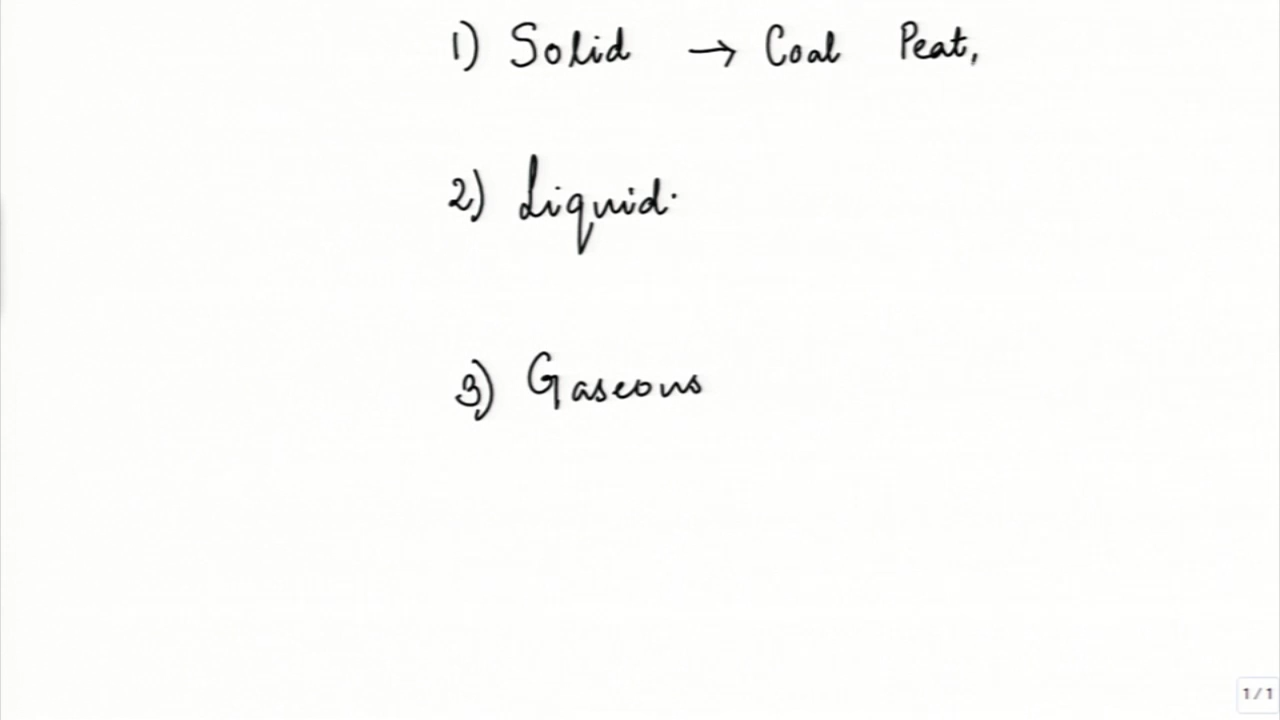 1) Solid → Coal Peat,
2) Liquid.
3) Gaseous
1/1